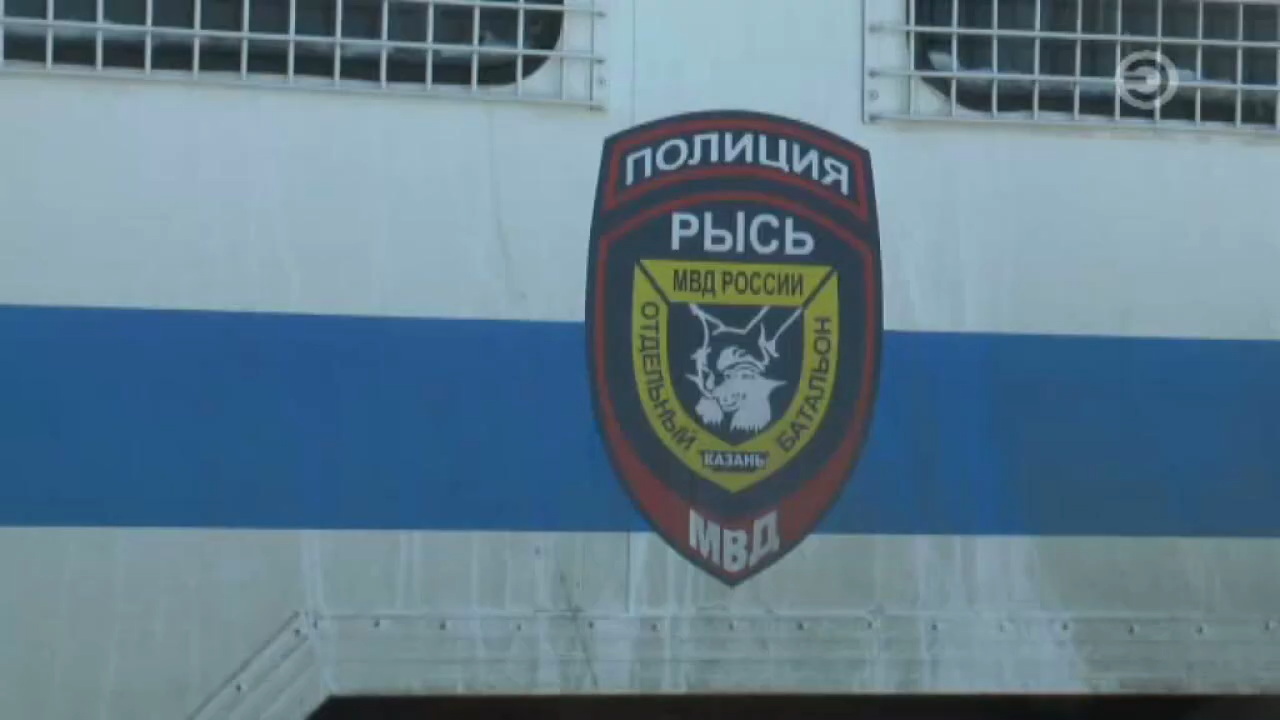 ПОЛИЦИЯ
РЫСЬ
МВД РОССИИ
ОТДЕЛЬНЫЙ
БАТАЛЬОН
КАЗАНЬ
МВД